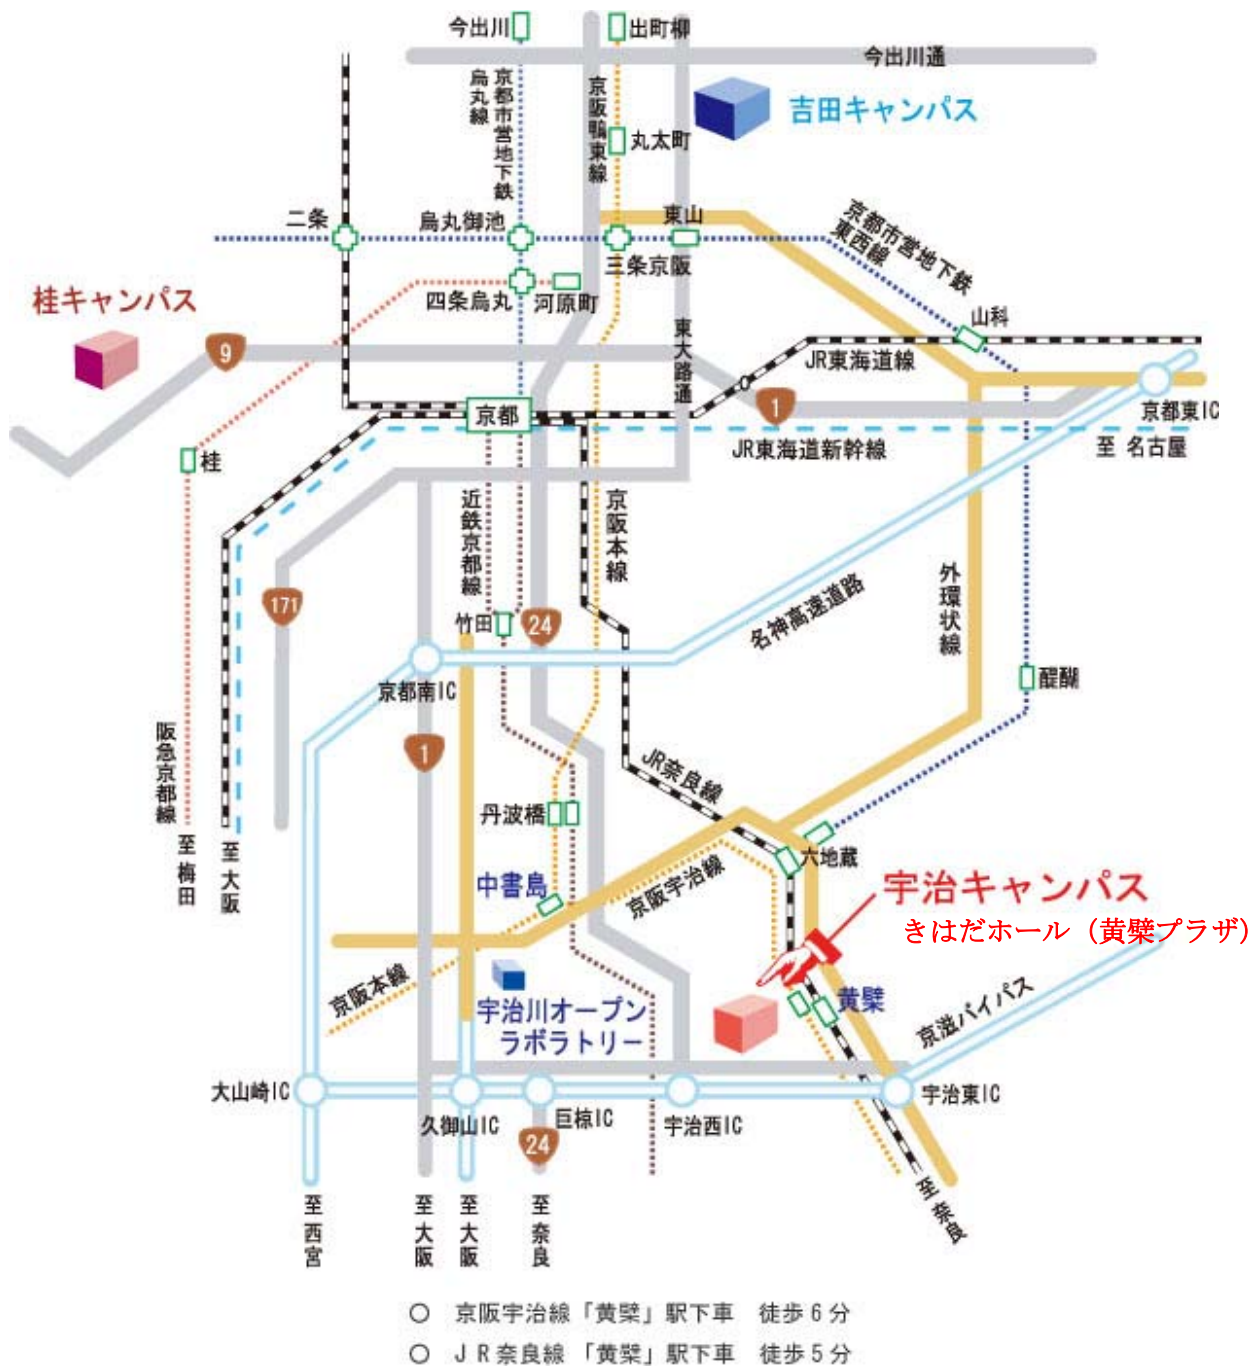 今出川
出町柳
今出川通
京都市営地下鉄
烏丸線
京阪鴨東線
吉田キャンパス
丸太町
二条
烏丸御池
東山
京都市営地下鉄
東西線
三条京阪
四条烏丸
河原町
桂キャンパス
9
山科
東大路通
JR東海道線
京都
1
京都東IC
JR東海道新幹線
至 名古屋
桂
近鉄京都線
京阪本線
171
竹田
24
名神高速道路
外環状線
京都南IC
醍醐
阪急京都線
1
JR奈良線
丹波橋
至 梅田
至 大阪
六地蔵
中書島
京阪宇治線
宇治キャンパス
きはだホール (黄檗プラザ)
京阪本線
宇治川オープン
ラボラトリー
黄檗
京滋バイパス
大山崎IC
久御山IC
巨椋IC
宇治西IC
宇治東IC
24
至 西宮
至 大阪
至 大阪
至 奈良
至 奈良
○ 京阪宇治線「黄檗」駅下車 徒歩6分
○ JR奈良線 「黄檗」駅下車 徒歩5分